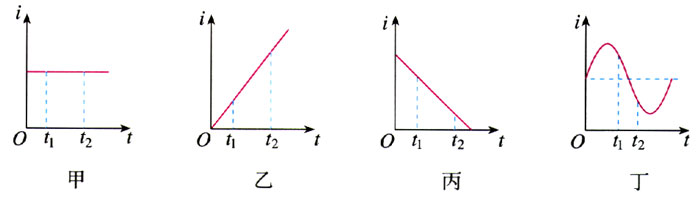 i
O t₁ t₂ t
甲
i
O t₁ t₂ t
乙
i
O t₁ t₂ t
丙
i
O t₁ t₂ t
丁